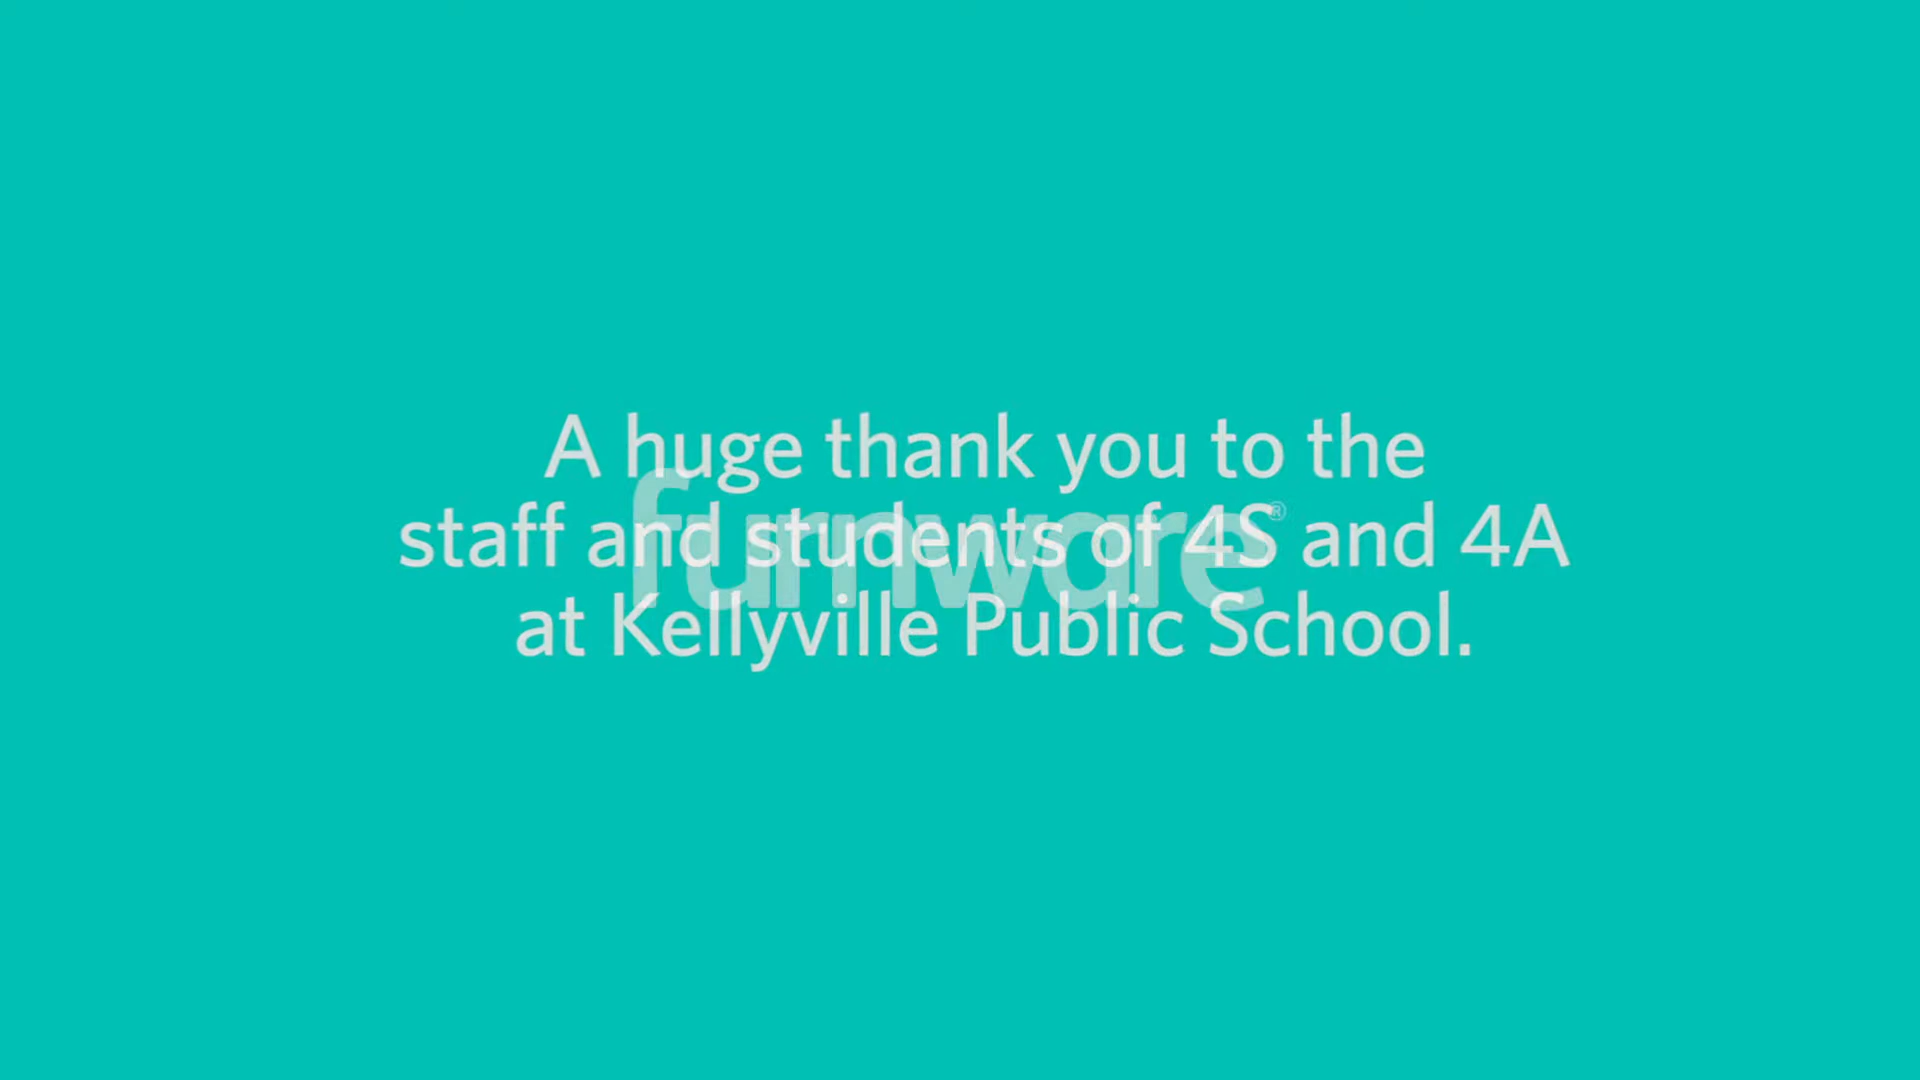 A huge thank you to the
staff and students of 4S and 4A
at Kellyville Public School.
furnware®